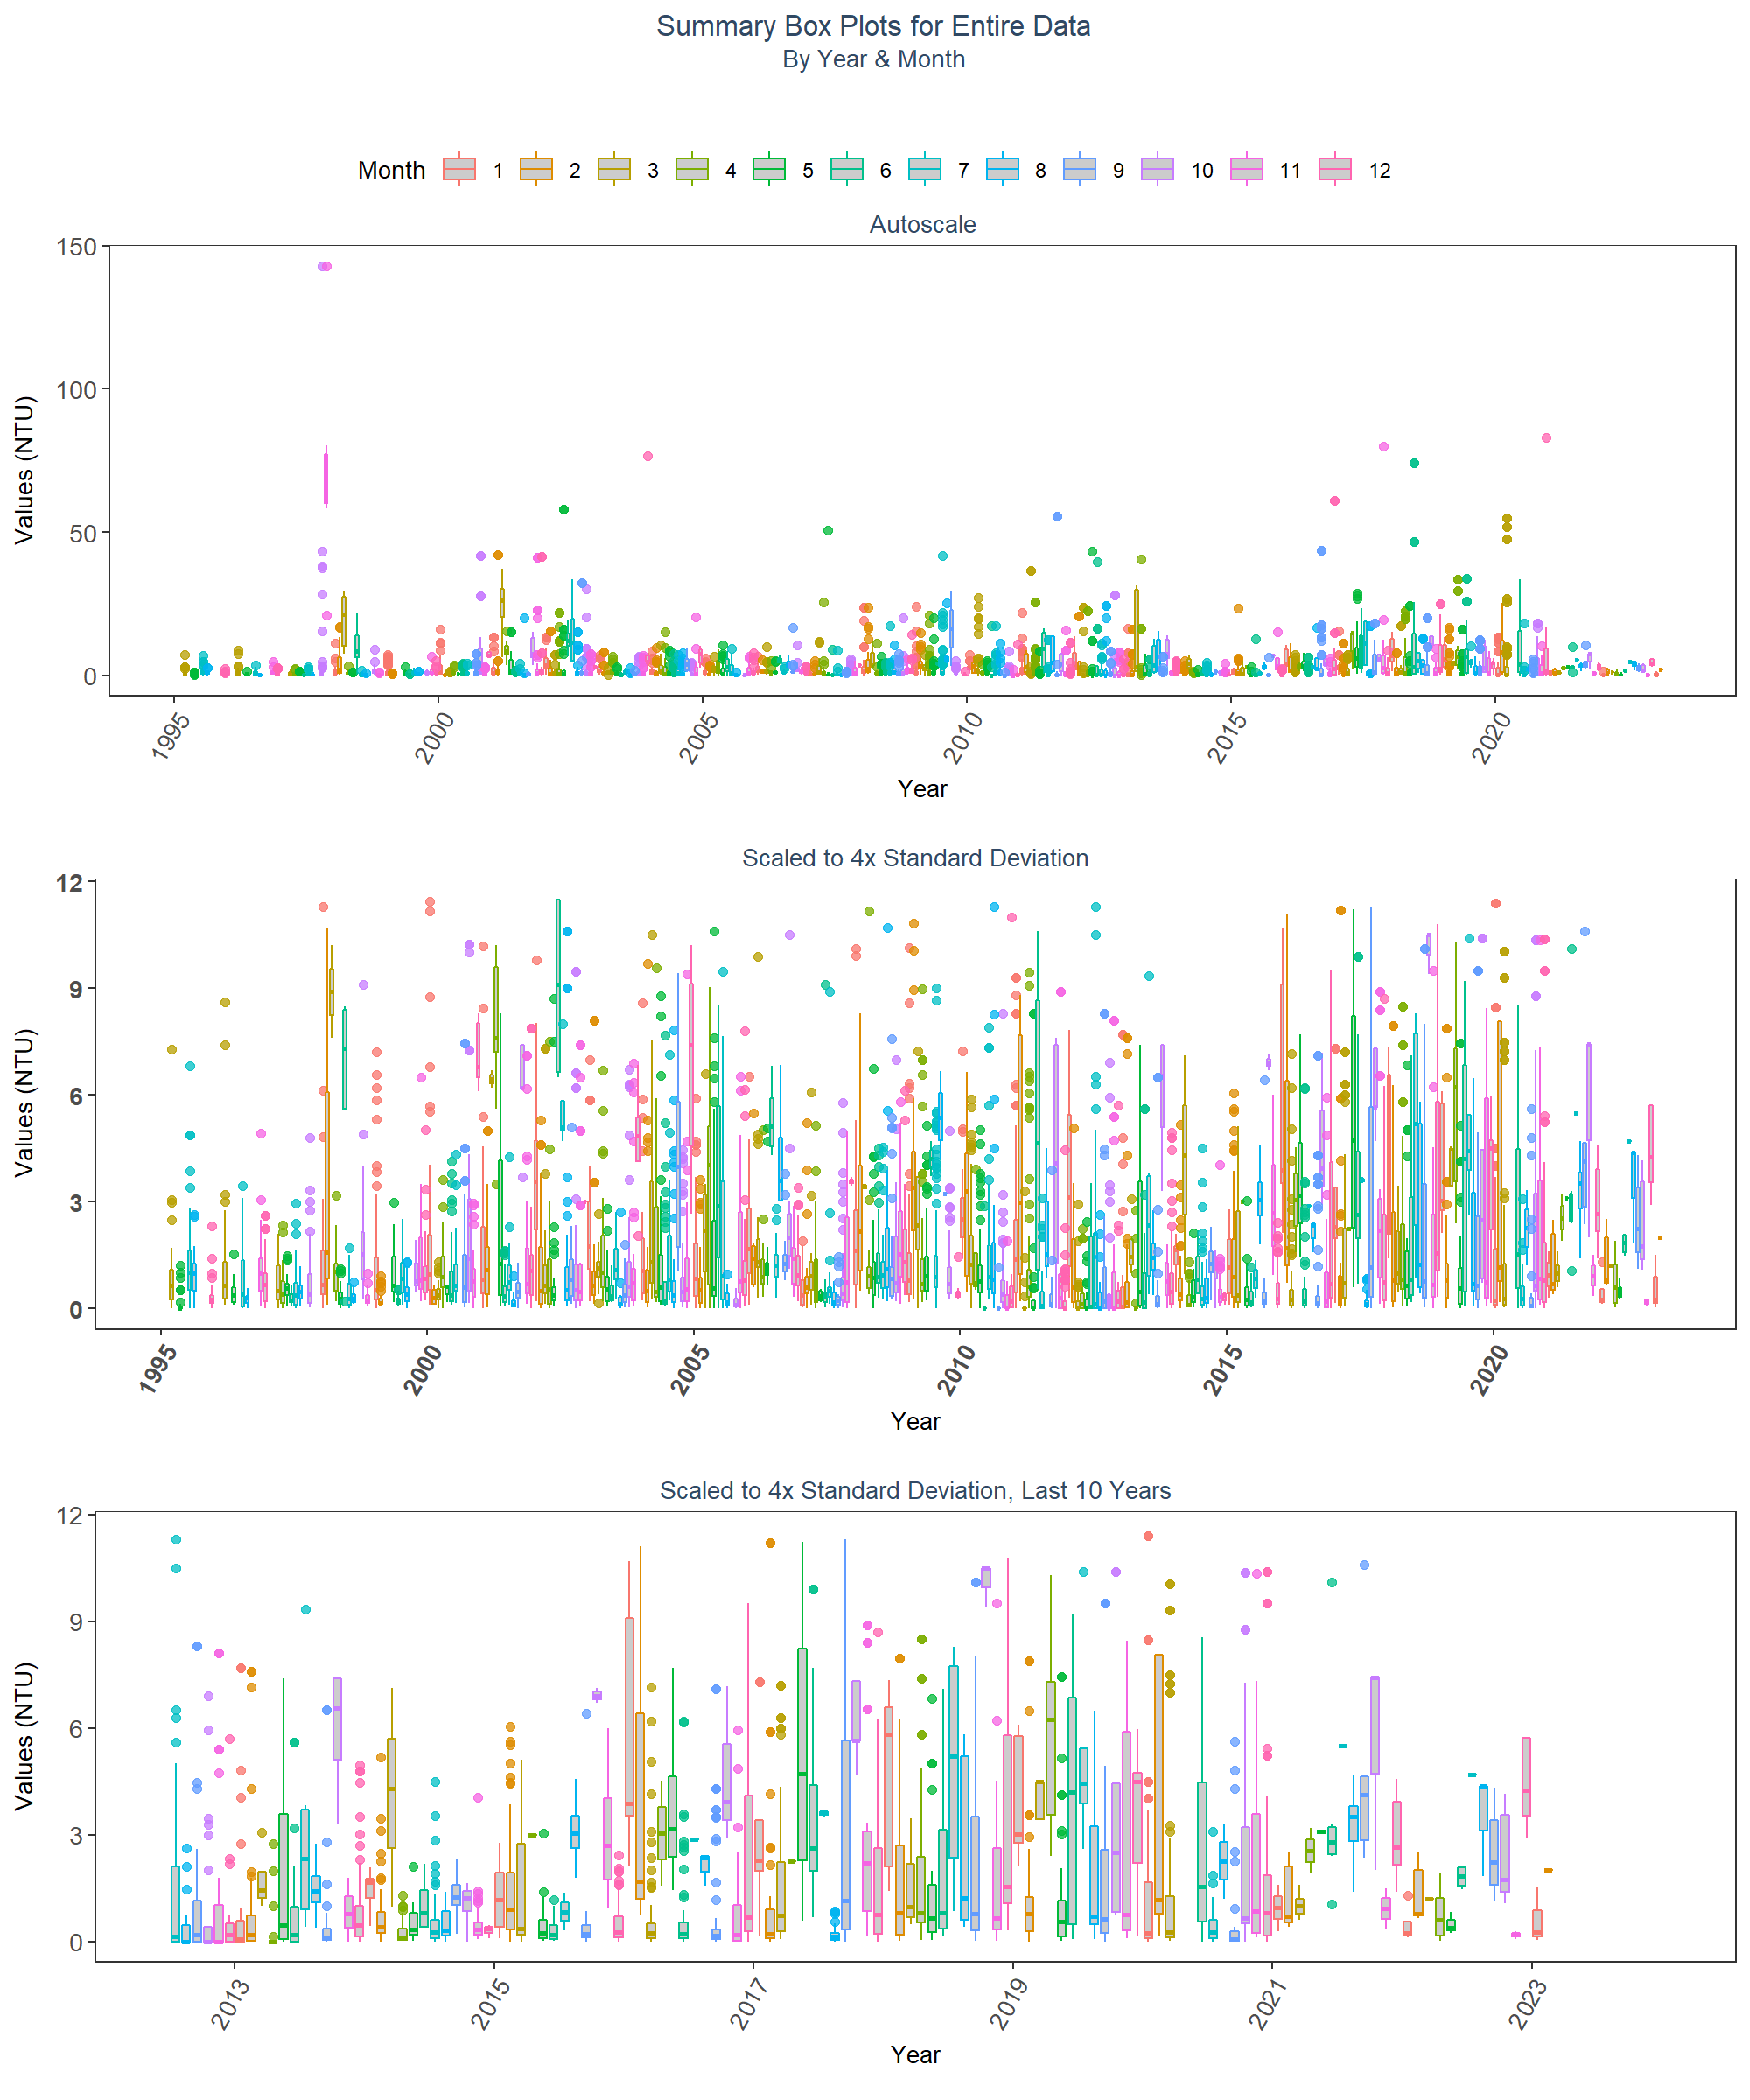 Summary Box Plots for Entire Data
By Year & Month
Month 1 2 3 4 5 6 7 8 9 10 11 12
Autoscale
150
100
50
0
Values (NTU)
1995 2000 2005 2010 2015 2020
Year
Scaled to 4x Standard Deviation
12
9
6
3
0
Values (NTU)
1995 2000 2005 2010 2015 2020
Year
Scaled to 4x Standard Deviation, Last 10 Years
12
9
6
3
0
Values (NTU)
2013 2015 2017 2019 2021 2023
Year